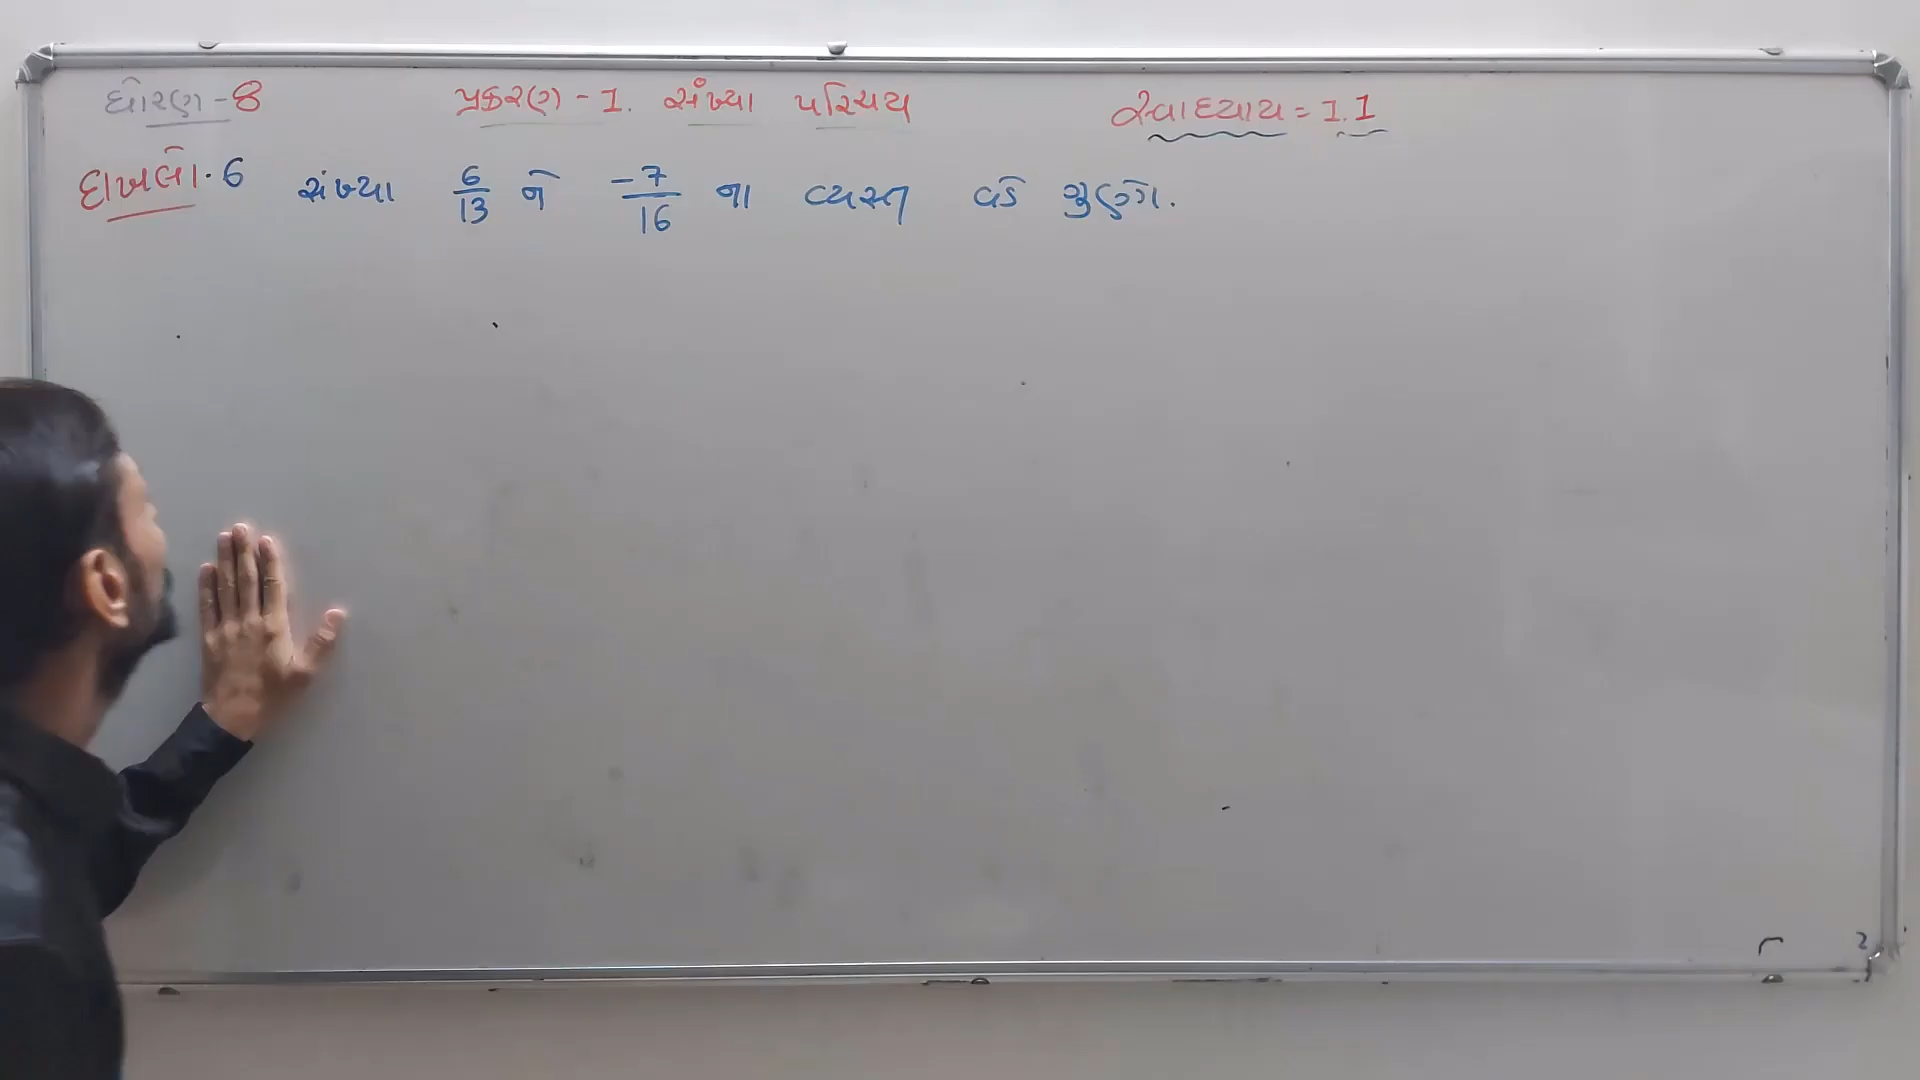 ધોરણ - 8 પ્રકરણ - 1. સંખ્યા પરિચય સ્વાધ્યાય = 1.1
દાખલો. 6 સંખ્યા 6/13 ને -7/16 ના વ્યસ્ત વડે ગુણો.